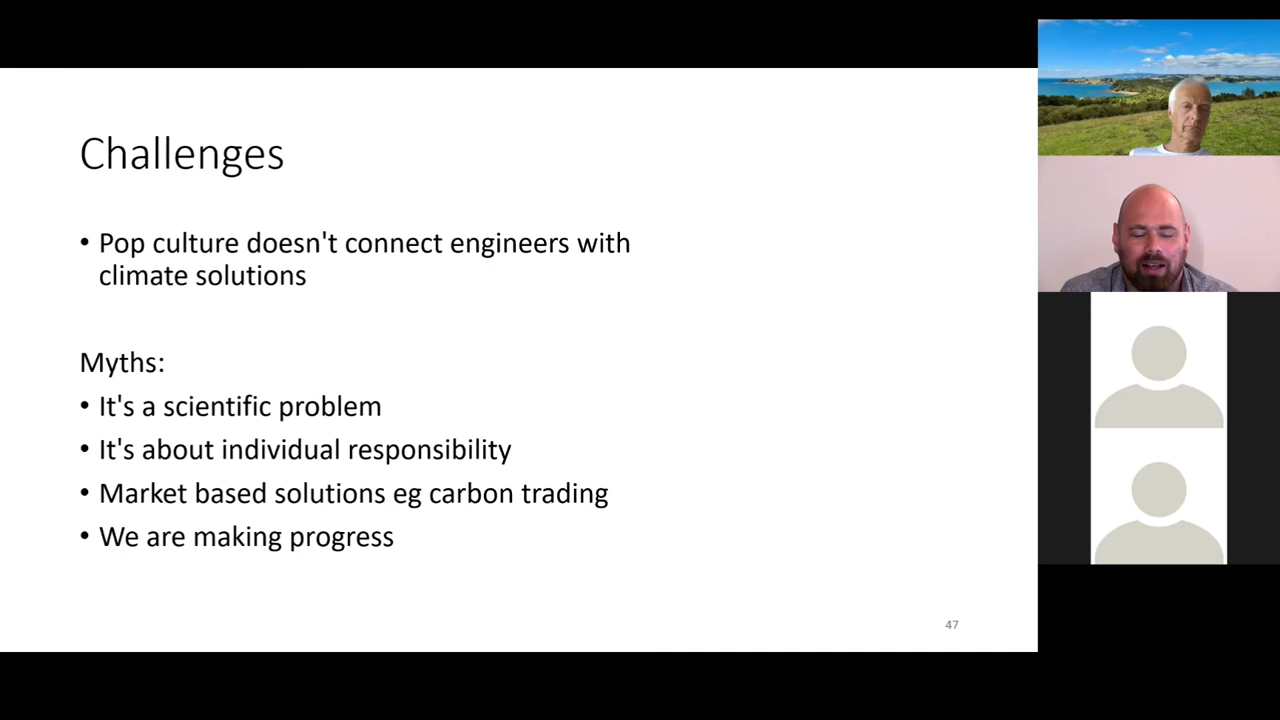 Challenges
• Pop culture doesn't connect engineers with
climate solutions
Myths:
• It's a scientific problem
• It's about individual responsibility
• Market based solutions eg carbon trading
• We are making progress
47